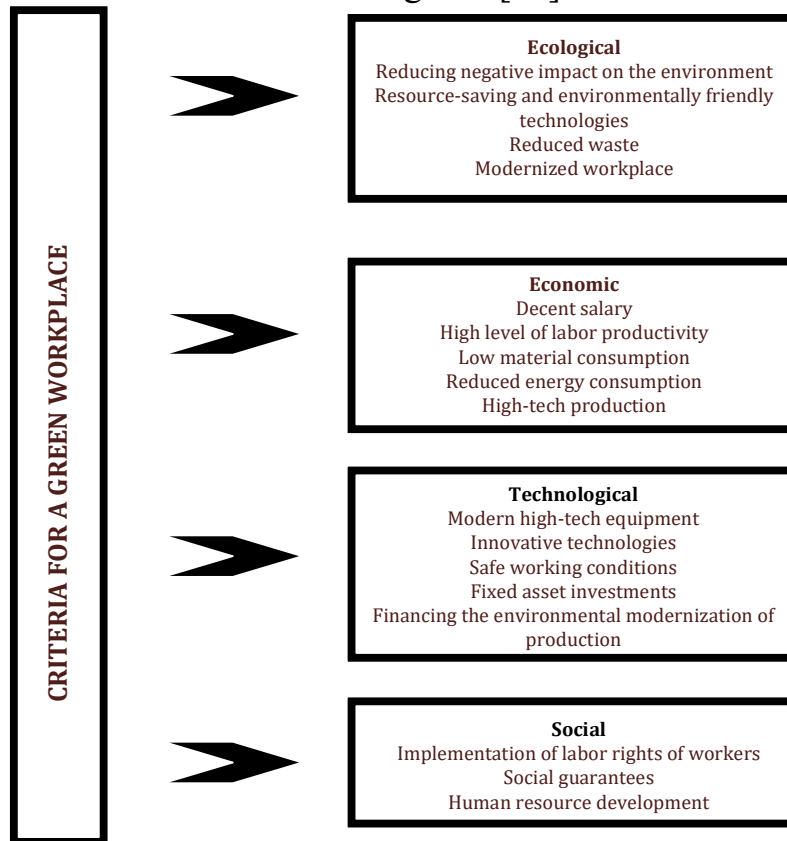 CRITERIA FOR A GREEN WORKPLACE
Ecological
Reducing negative impact on the environment
Resource-saving and environmentally friendly
technologies
Reduced waste
Modernized workplace
Economic
Decent salary
High level of labor productivity
Low material consumption
Reduced energy consumption
High-tech production
Technological
Modern high-tech equipment
Innovative technologies
Safe working conditions
Fixed asset investments
Financing the environmental modernization of
production
Social
Implementation of labor rights of workers
Social guarantees
Human resource development